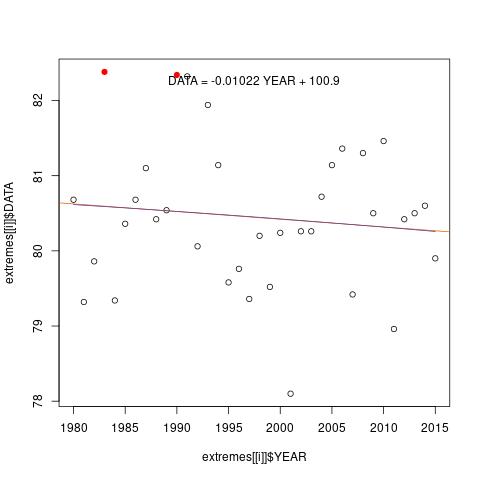 DATA = -0.01022 YEAR + 100.9
82
81
80
79
78
extremes[[i]]$DATA
1980 1985 1990 1995 2000 2005 2010 2015
extremes[[i]]$YEAR